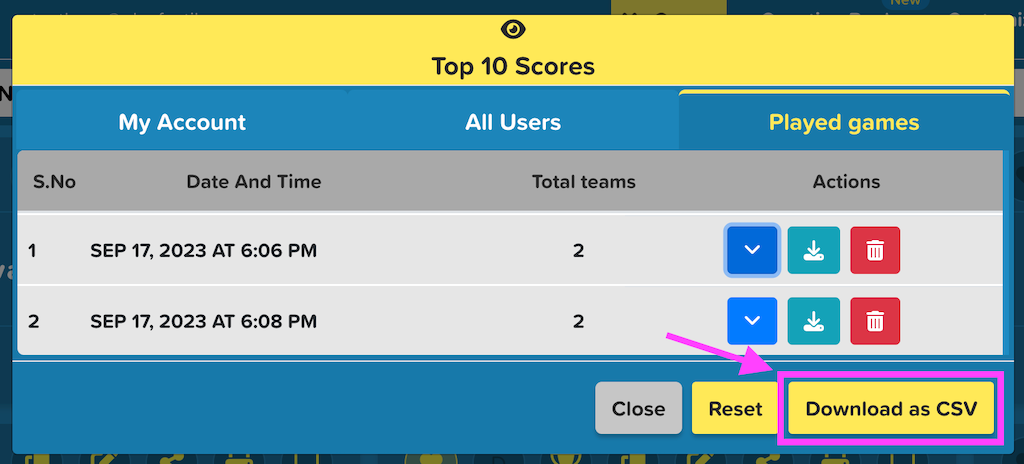 New
Top 10 Scores
My Account All Users Played games
S.No Date And Time Total teams Actions
1 SEP 17, 2023 AT 6:06 PM 2
2 SEP 17, 2023 AT 6:08 PM 2
Close Reset Download as CSV